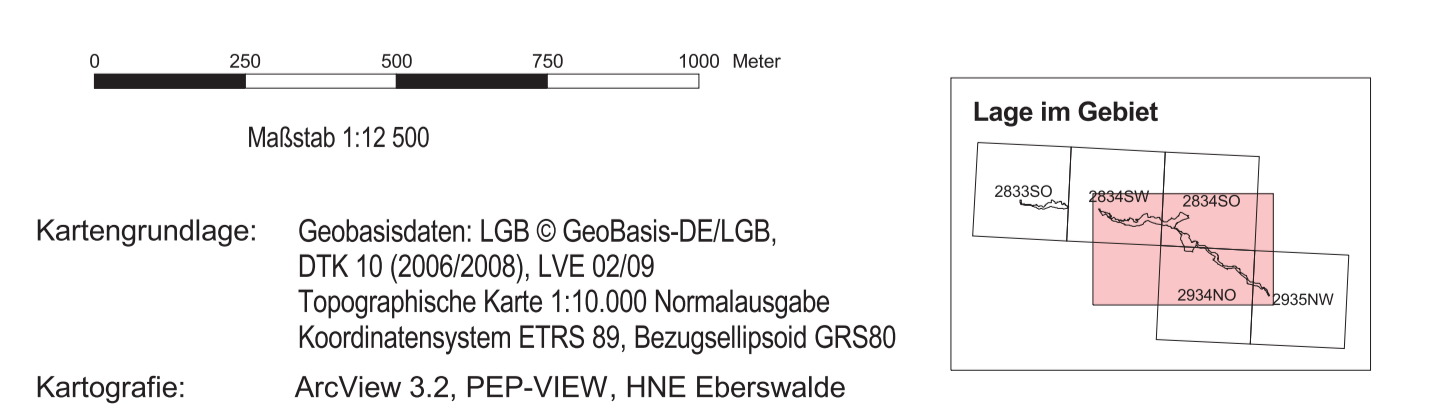 0 250 500 750 1000 Meter
Maßstab 1:12 500
Kartengrundlage: Geobasisdaten: LGB © GeoBasis-DE/LGB,
DTK 10 (2006/2008), LVE 02/09
Topographische Karte 1:10.000 Normalausgabe
Koordinatensystem ETRS 89, Bezugsellipsoid GRS80
Kartografie: ArcView 3.2, PEP-VIEW, HNE Eberswalde
Lage im Gebiet
2833SO
2834SW
2834SO
2934NO
2935NW